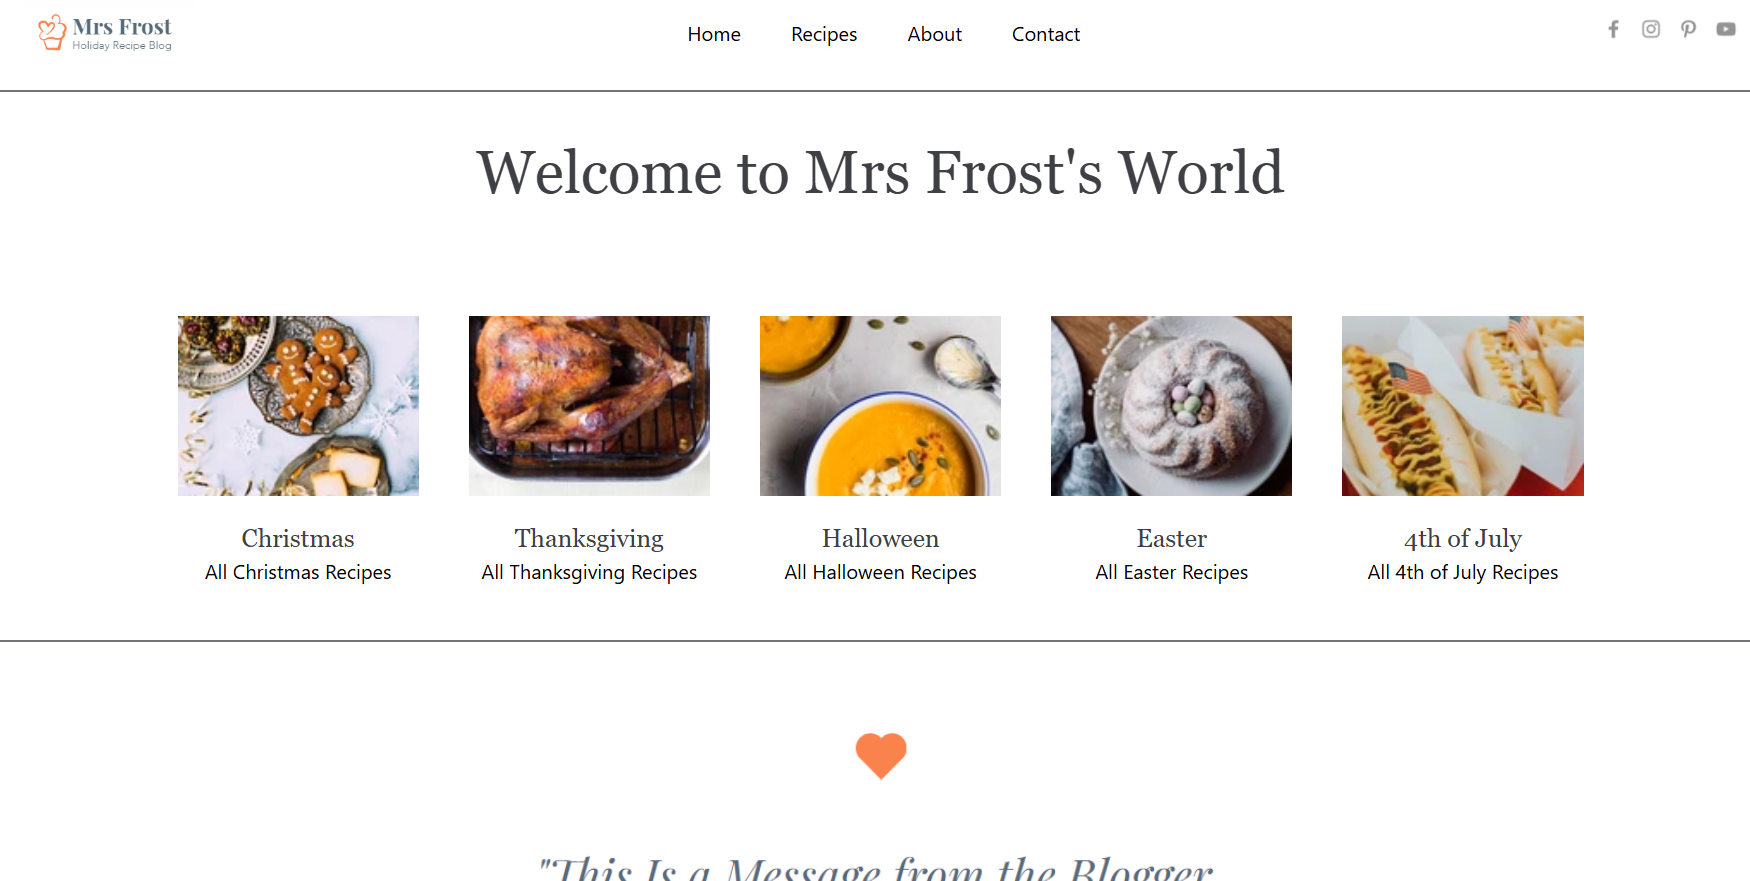 Mrs Frost
Holiday Recipe Blog
Home Recipes About Contact
Welcome to Mrs Frost's World
Christmas
All Christmas Recipes
Thanksgiving
All Thanksgiving Recipes
Halloween
All Halloween Recipes
Easter
All Easter Recipes
4th of July
All 4th of July Recipes
"This Is a Message from the Blogger